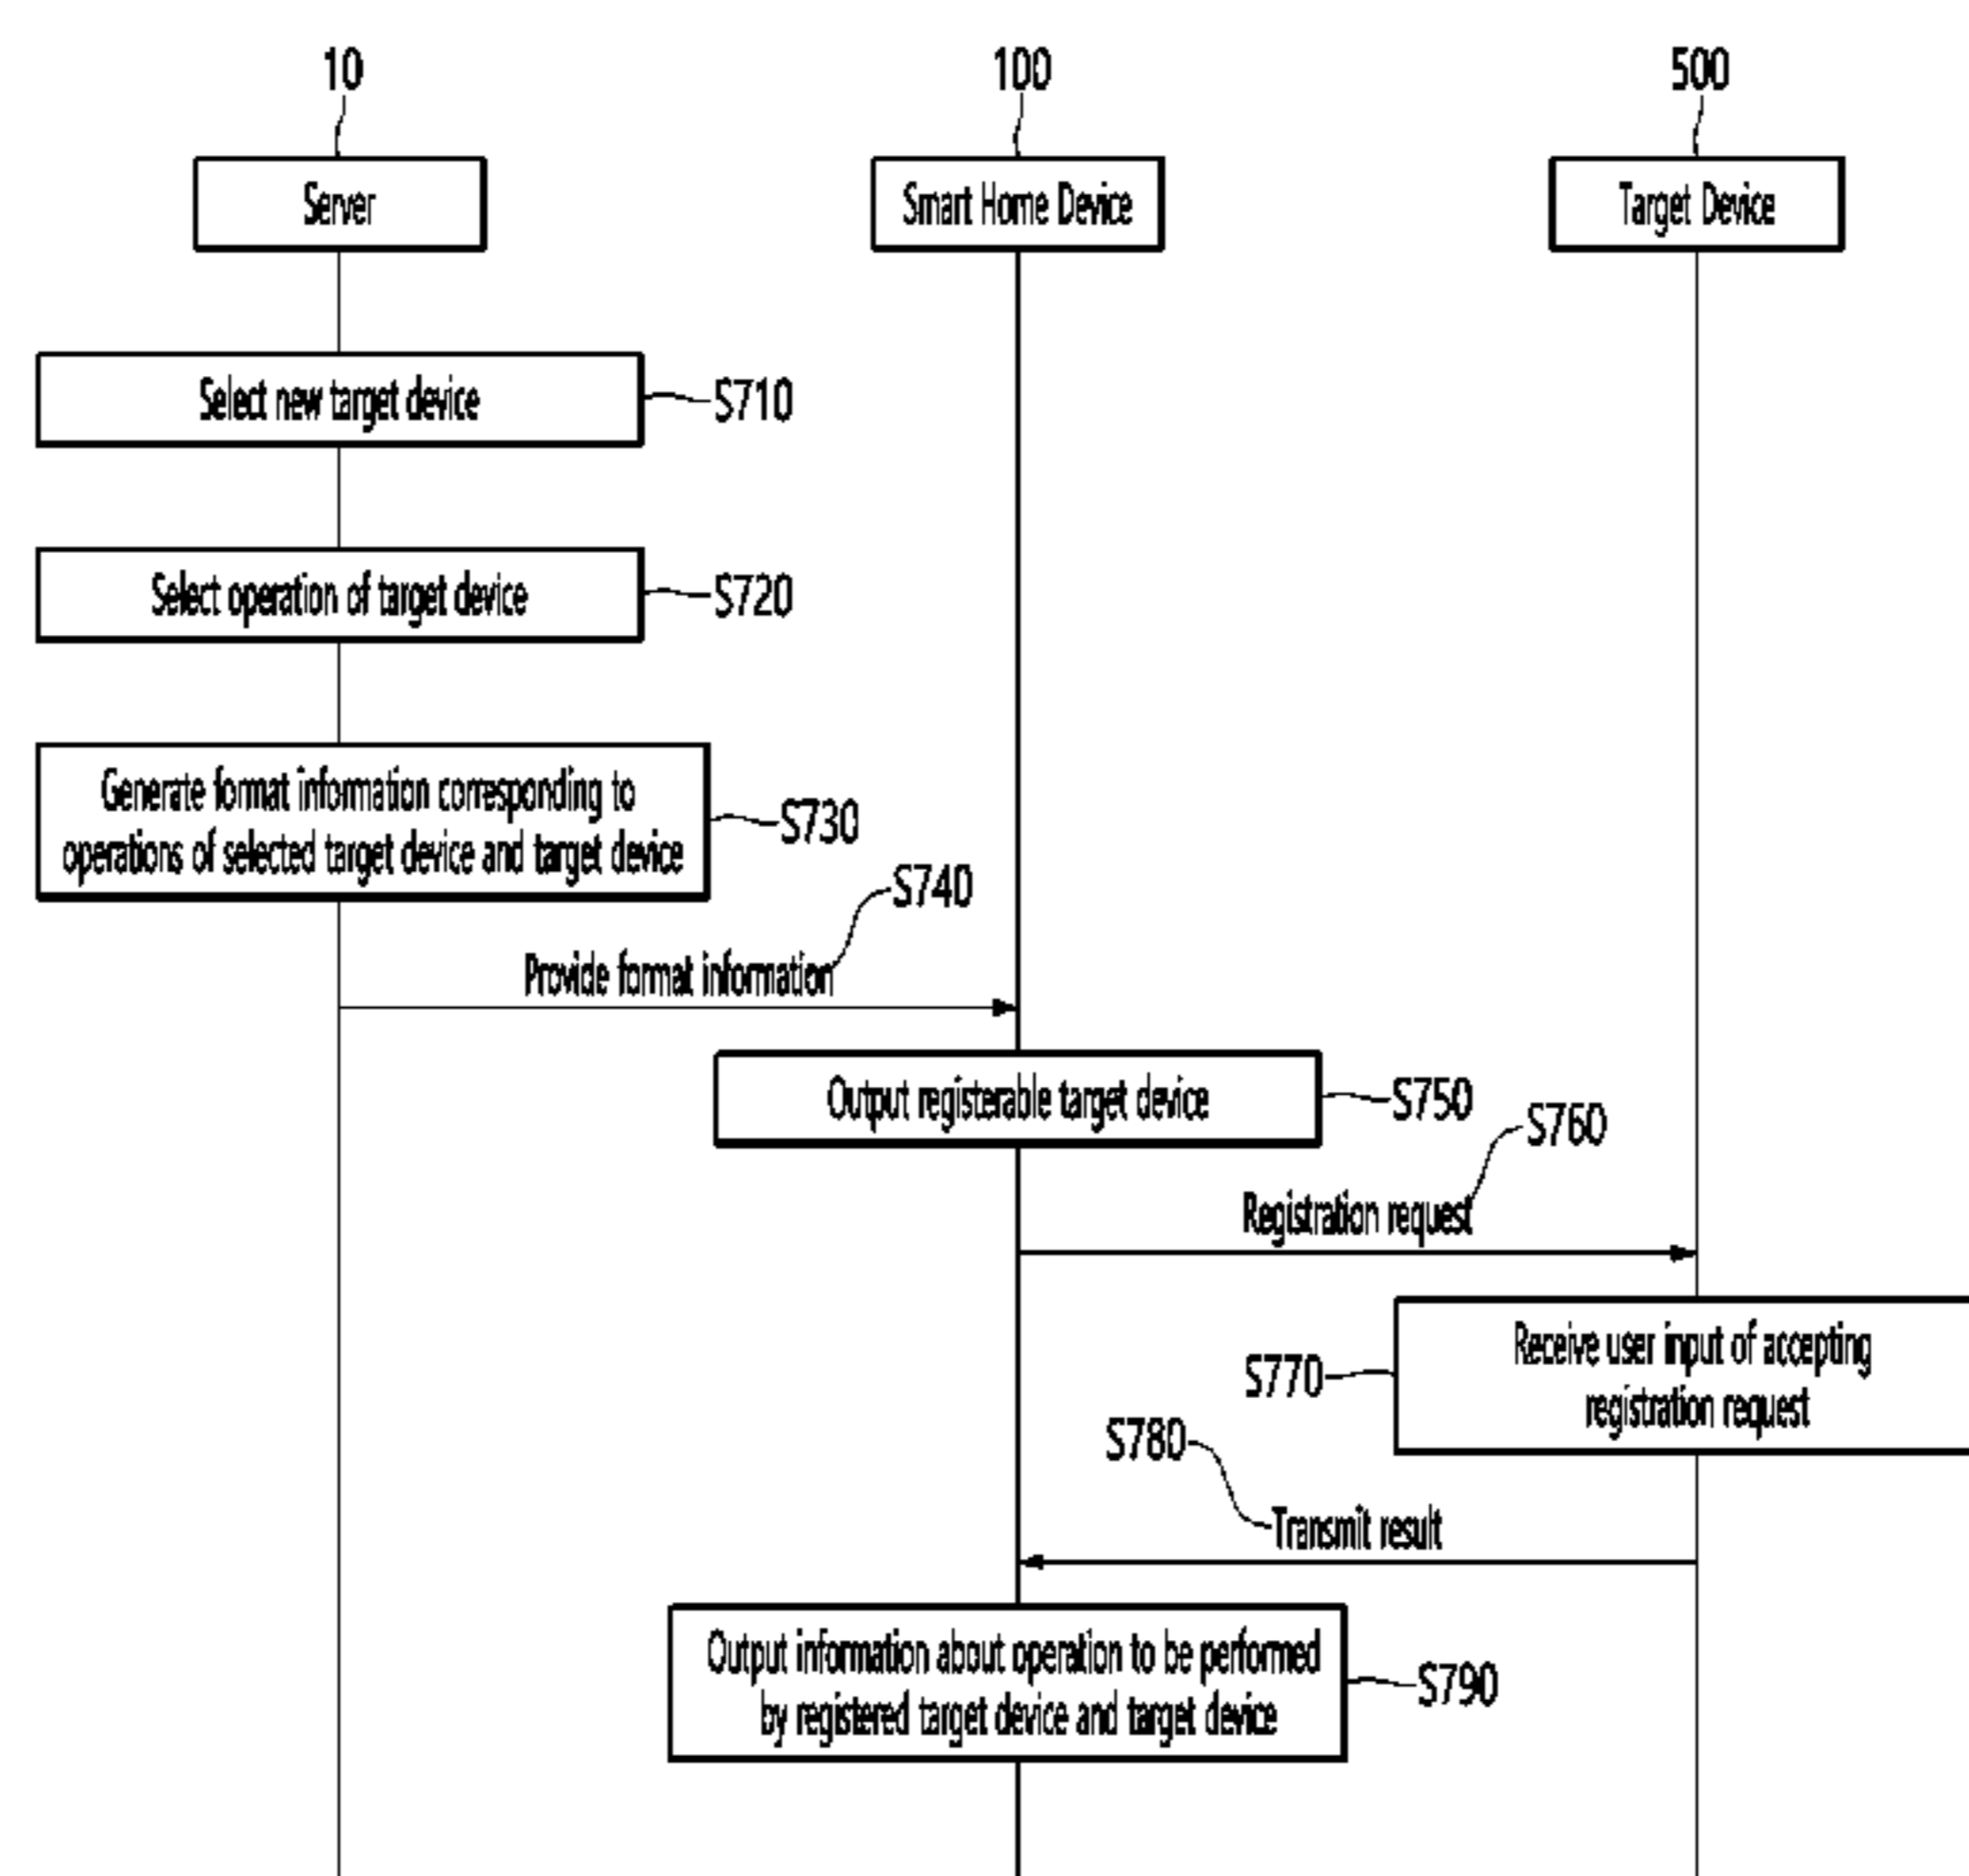 10
100
500
Server
Smart Home Device
Target Device
Select new target device
S710
Select operation of target device
S720
Generate format information corresponding to
operations of selected target device and target device
S730
S740
Provide format information
Output registerable target device
S750
S760
Registration request
Receive user input of accepting
registration request
S770
S780
Transmit result
Output information about operation to be performed
by registered target device and target device
S790